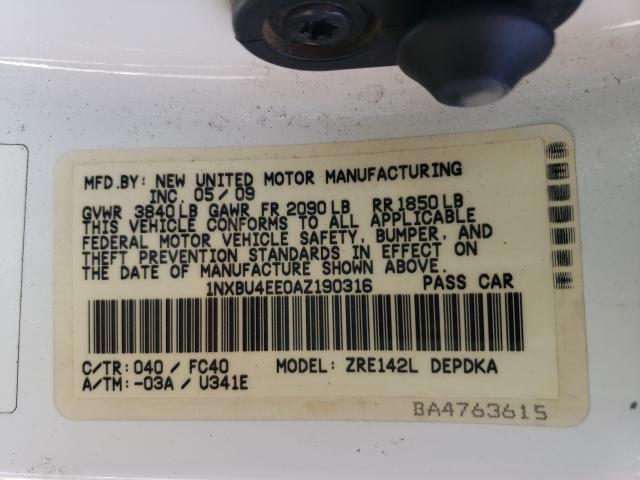 MFD.BY: NEW UNITED MOTOR MANUFACTURING
INC. 05/09
GVWR 3840LB GAWR FR 2090LB RR1850LB
THIS VEHICLE CONFORMS TO ALL APPLICABLE
FEDERAL MOTOR VEHICLE SAFETY, BUMPER, AND
THEFT PREVENTION STANDARDS IN EFFECT ON
THE DATE OF MANUFACTURE SHOWN ABOVE.
1NXBU4EE0AZ190316 PASS CAR
C/TR: 040 / FC40 MODEL: ZRE142L DEPDKA
A/TM: -03A / U341E
BA4763615